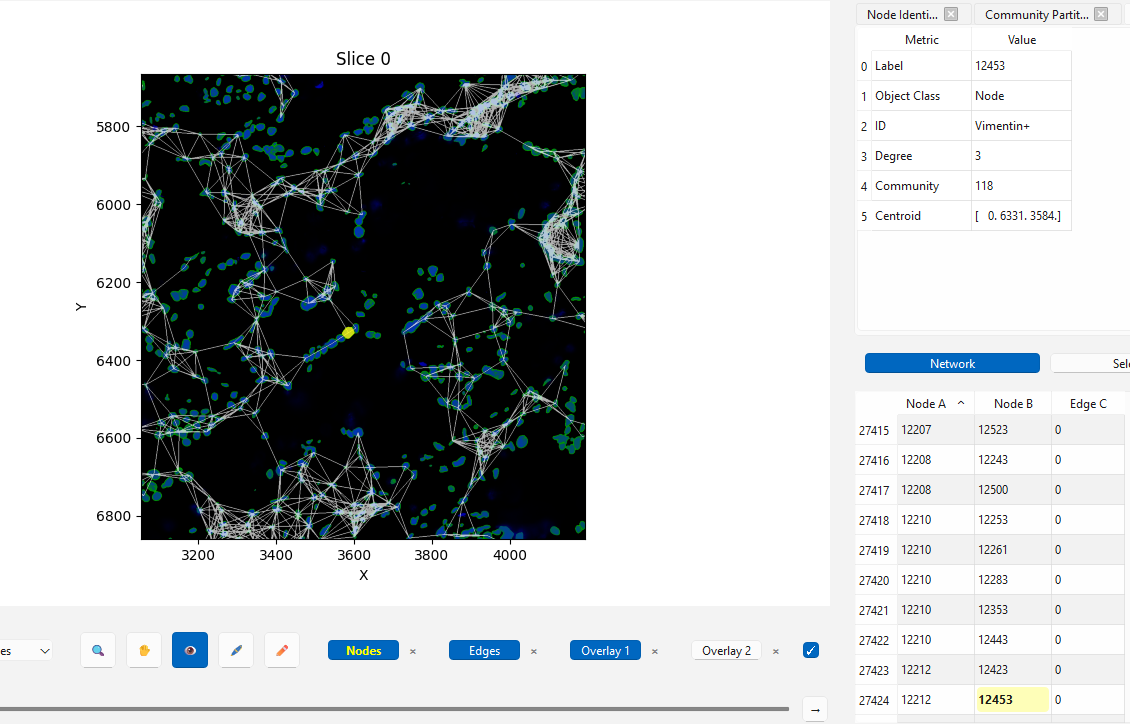 Node Identi...
Community Partit...
Metric Value
0 Label 12453
1 Object Class Node
2 ID Vimentin+
3 Degree 3
4 Community 118
5 Centroid [ 0. 6331. 3584.]
Slice 0
Y
5800
6000
6200
6400
6600
6800
3200 3400 3600 3800 4000
X
Network
Sele
Node A Node B Edge C
27415 12207 12523 0
27416 12208 12243 0
27417 12208 12500 0
27418 12210 12253 0
27419 12210 12261 0
27420 12210 12283 0
27421 12210 12353 0
27422 12210 12443 0
27423 12212 12423 0
27424 12212 12453 0
es
Nodes × Edges × Overlay 1 × Overlay 2 ×